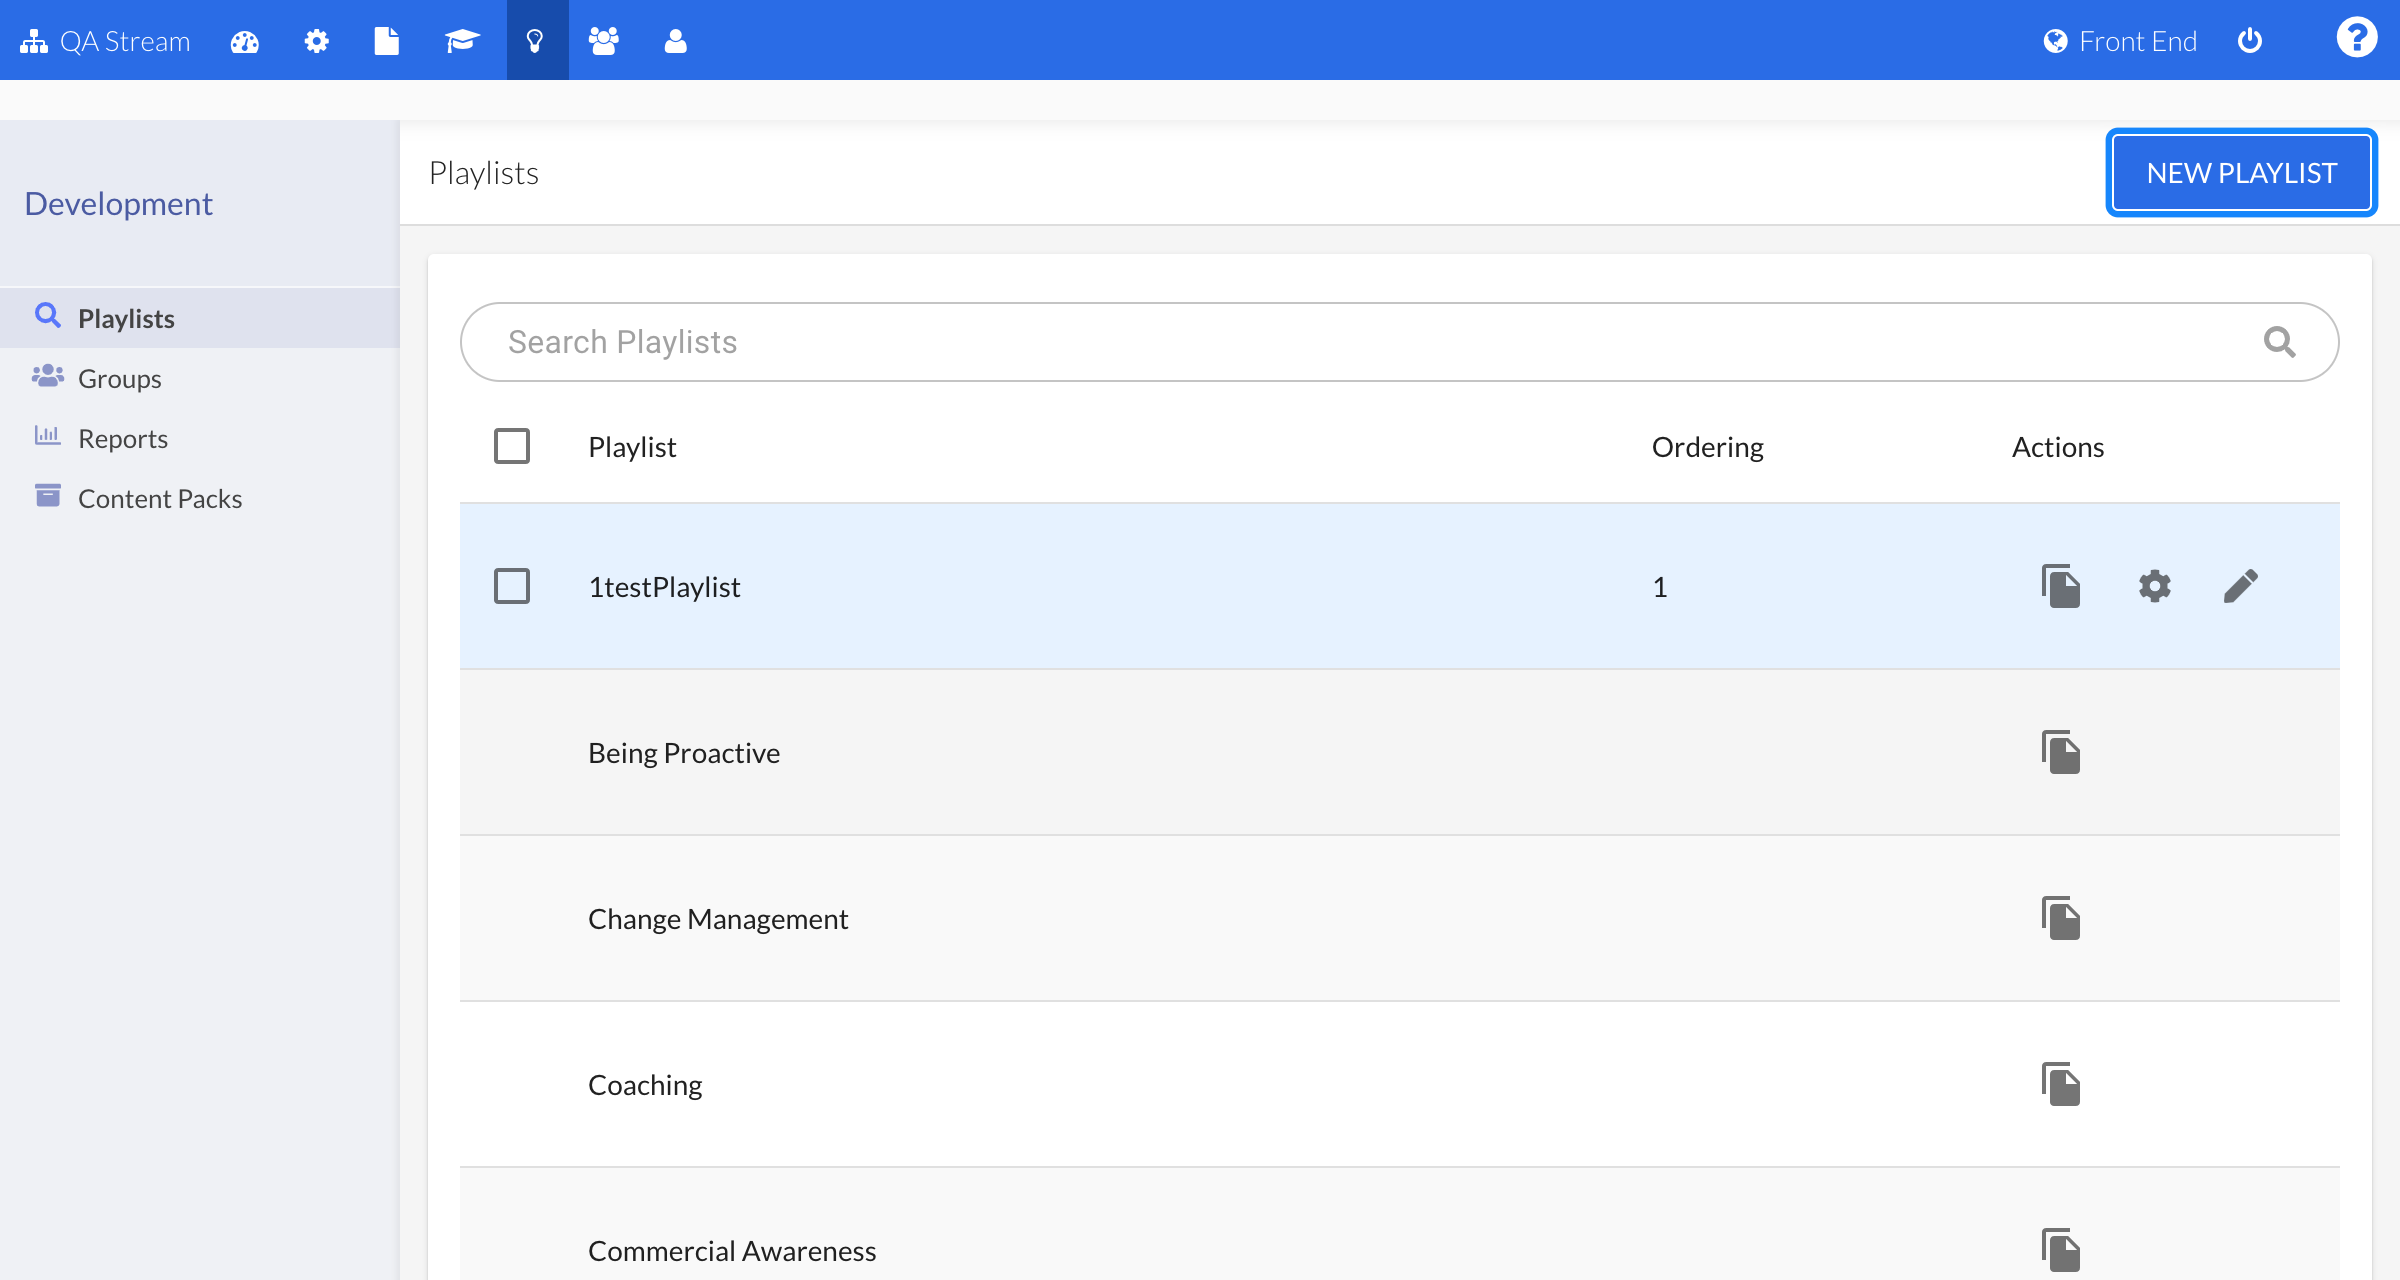 QA Stream
Front End
Development
Playlists
NEW PLAYLIST
Playlists
Groups
Reports
Content Packs
Search Playlists
Playlist Ordering Actions
1testPlaylist 1
Being Proactive
Change Management
Coaching
Commercial Awareness